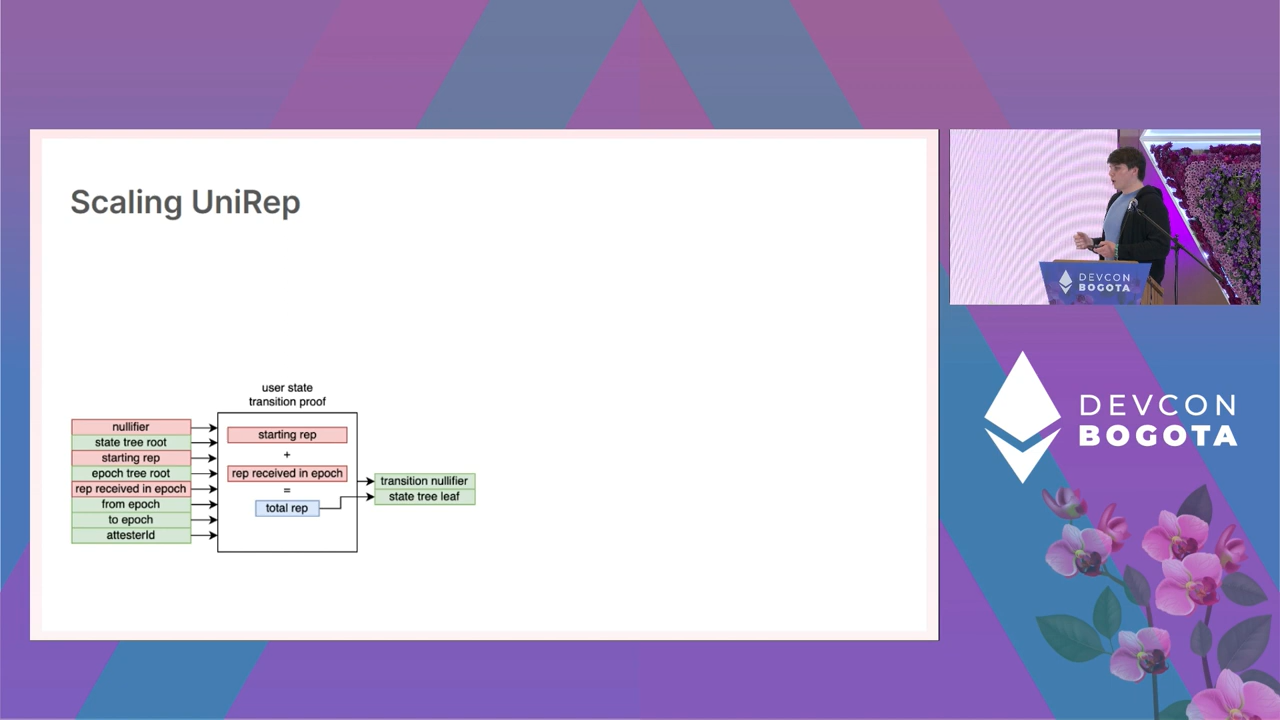 Scaling UniRep
user state
transition proof
nullifier
state tree root
starting rep
epoch tree root
rep received in epoch
from epoch
to epoch
attesterId
starting rep
+
rep received in epoch
=
total rep
transition nullifier
state tree leaf
DEVCON
BOGOTA
DEVCON
BOGOTA